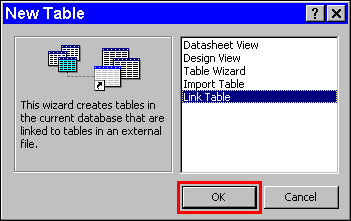 New Table
? X
This wizard creates tables in
the current database that are
linked to tables in an external
file.
Datasheet View
Design View
Table Wizard
Import Table
Link Table
OK
Cancel